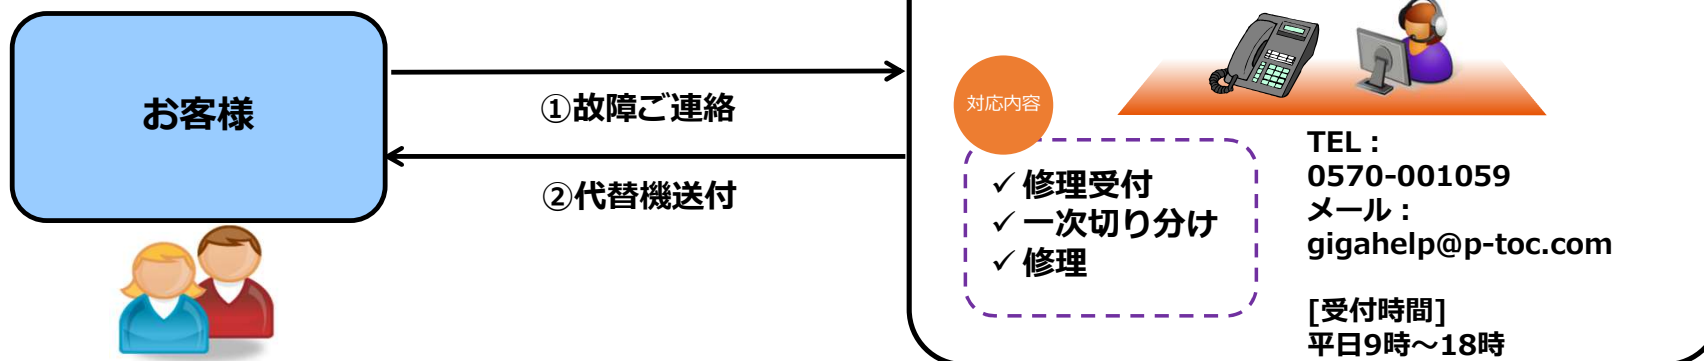 お客様
①故障ご連絡
②代替機送付
対応内容
✓修理受付
✓一次切り分け
✓修理
TEL：
0570-001059
メール：
gigahelp@p-toc.com
[受付時間]
平日9時～18時